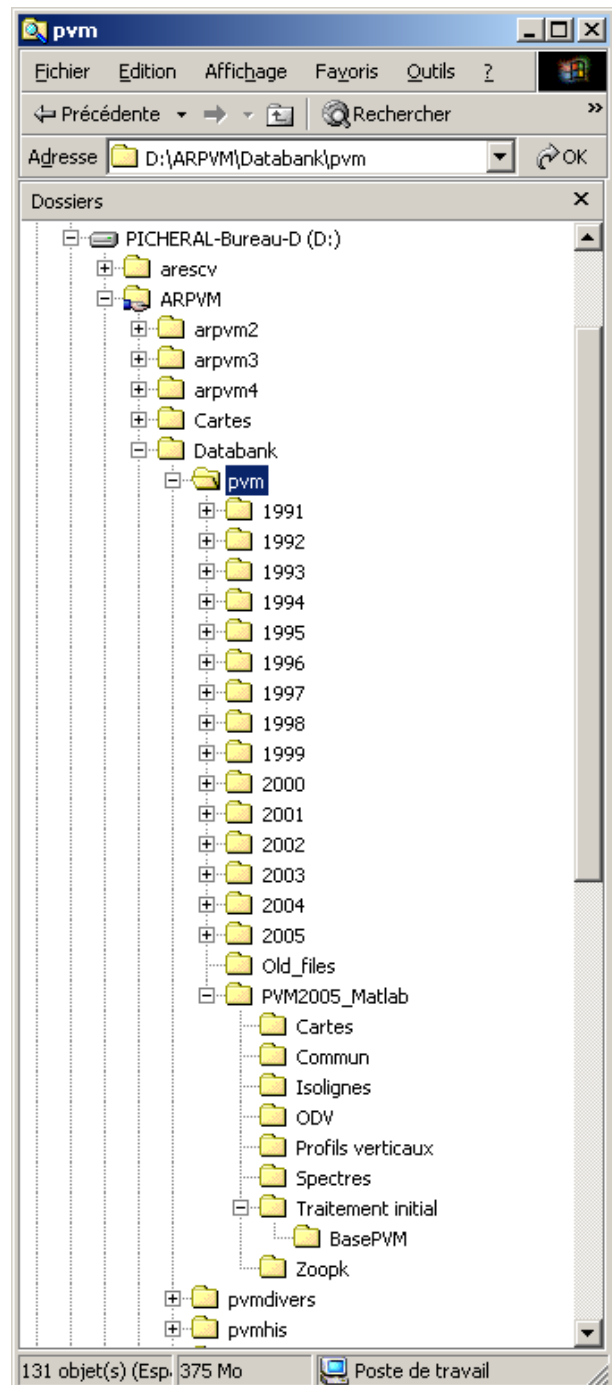 pvm
Fichier Edition Affichage Favoris Outils ?
Précédente Rechercher »
Adresse D:\ARPVM\Databank\pvm OK
Dossiers
PICHERAL-Bureau-D (D:)
arescv
ARPVM
arpvm2
arpvm3
arpvm4
Cartes
Databank
pvm
1991
1992
1993
1994
1995
1996
1997
1998
1999
2000
2001
2002
2003
2004
2005
Old_files
PVM2005_Matlab
Cartes
Commun
Isolignes
ODV
Profils verticaux
Spectres
Traitement initial
BasePVM
Zoopk
pvmdivers
pvmhis
131 objet(s) (Esp. 375 Mo Poste de travail